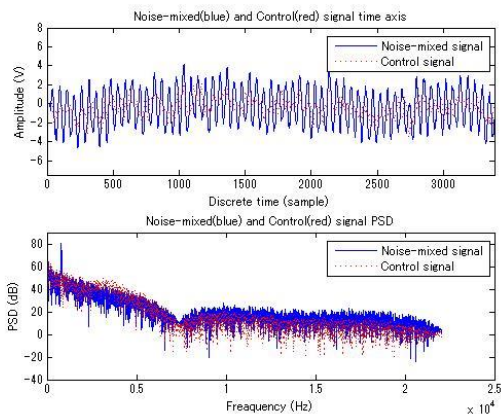 Noise-mixed(blue) and Control(red) signal time axis
8
6
4
2
0
-2
-4
-6
Amplitude (V)
Noise-mixed signal
Control signal
0 500 1000 1500 2000 2500 3000
Discrete time (sample)
Noise-mixed(blue) and Control(red) signal PSD
80
60
40
20
0
-20
-40
PSD (dB)
Noise-mixed signal
Control signal
0 0.5 1 1.5 2 2.5
Freaquency (Hz)
x 10^4